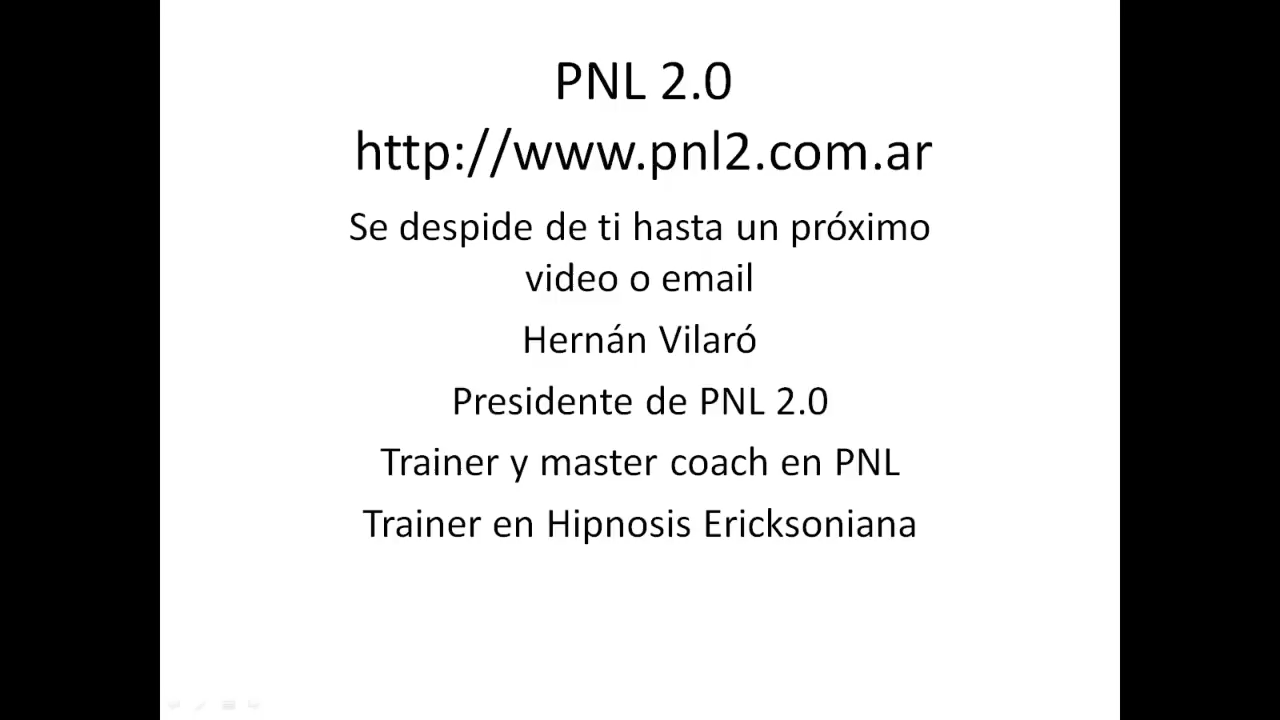 PNL 2.0
http://www.pnl2.com.ar
Se despide de ti hasta un próximo
video o email
Hernán Vilaró
Presidente de PNL 2.0
Trainer y master coach en PNL
Trainer en Hipnosis Ericksoniana